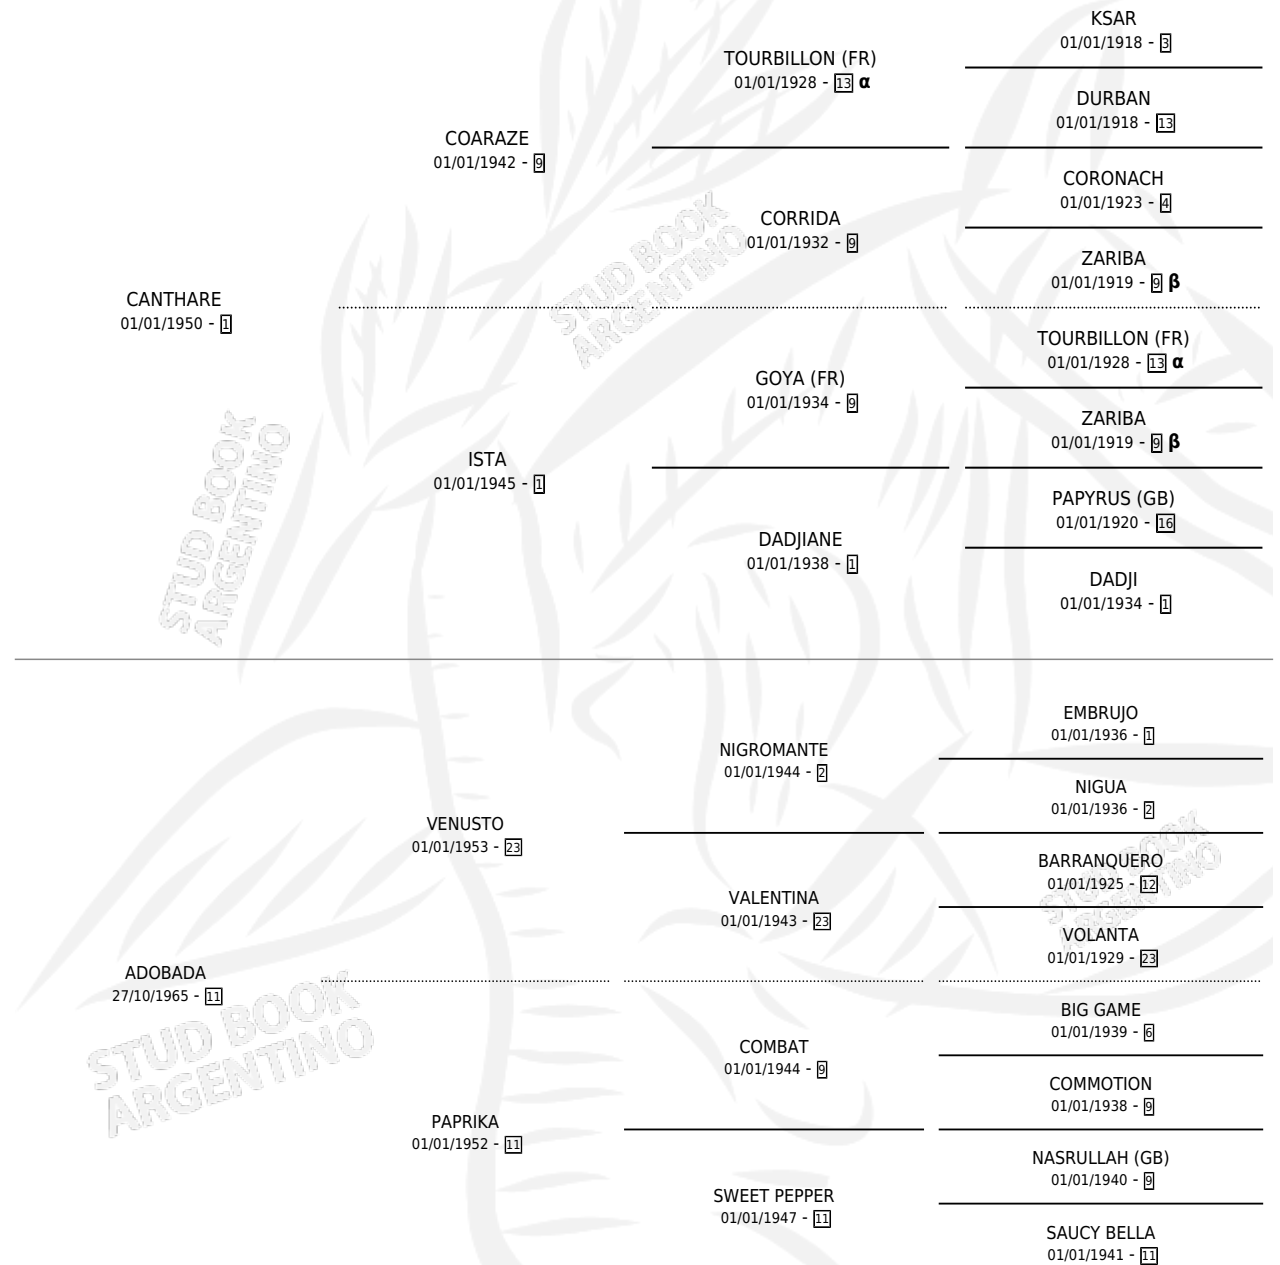 KSAR
01/01/1918 - 3
TOURBILLON (FR)
01/01/1928 - 13 α
DURBAN
01/01/1918 - 13
COARAZE
01/01/1942 - 9
CORONACH
01/01/1923 - 4
CORRIDA
01/01/1932 - 9
ZARIBA
01/01/1919 - 9 β
CANTHARE
01/01/1950 - 1
TOURBILLON (FR)
01/01/1928 - 13 α
GOYA (FR)
01/01/1934 - 9
ZARIBA
01/01/1919 - 9 β
ISTA
01/01/1945 - 1
PAPYRUS (GB)
01/01/1920 - 16
DADJIANE
01/01/1938 - 1
DADJI
01/01/1934 - 1
EMBRUJO
01/01/1936 - 1
NIGROMANTE
01/01/1944 - 2
NIGUA
01/01/1936 - 2
VENUSTO
01/01/1953 - 23
BARRANQUERO
01/01/1925 - 12
VALENTINA
01/01/1943 - 23
VOLANTA
01/01/1929 - 23
ADOBADA
27/10/1965 - 11
BIG GAME
01/01/1939 - 6
COMBAT
01/01/1944 - 9
COMMOTION
01/01/1938 - 9
PAPRIKA
01/01/1952 - 11
NASRULLAH (GB)
01/01/1940 - 9
SWEET PEPPER
01/01/1947 - 11
SAUCY BELLA
01/01/1941 - 11
STUD BOOK
ARGENTINO
STUD BOOK
ARGENTINO
STUD BOOK
ARGENTINO
STUD BOOK
ARGENTINO